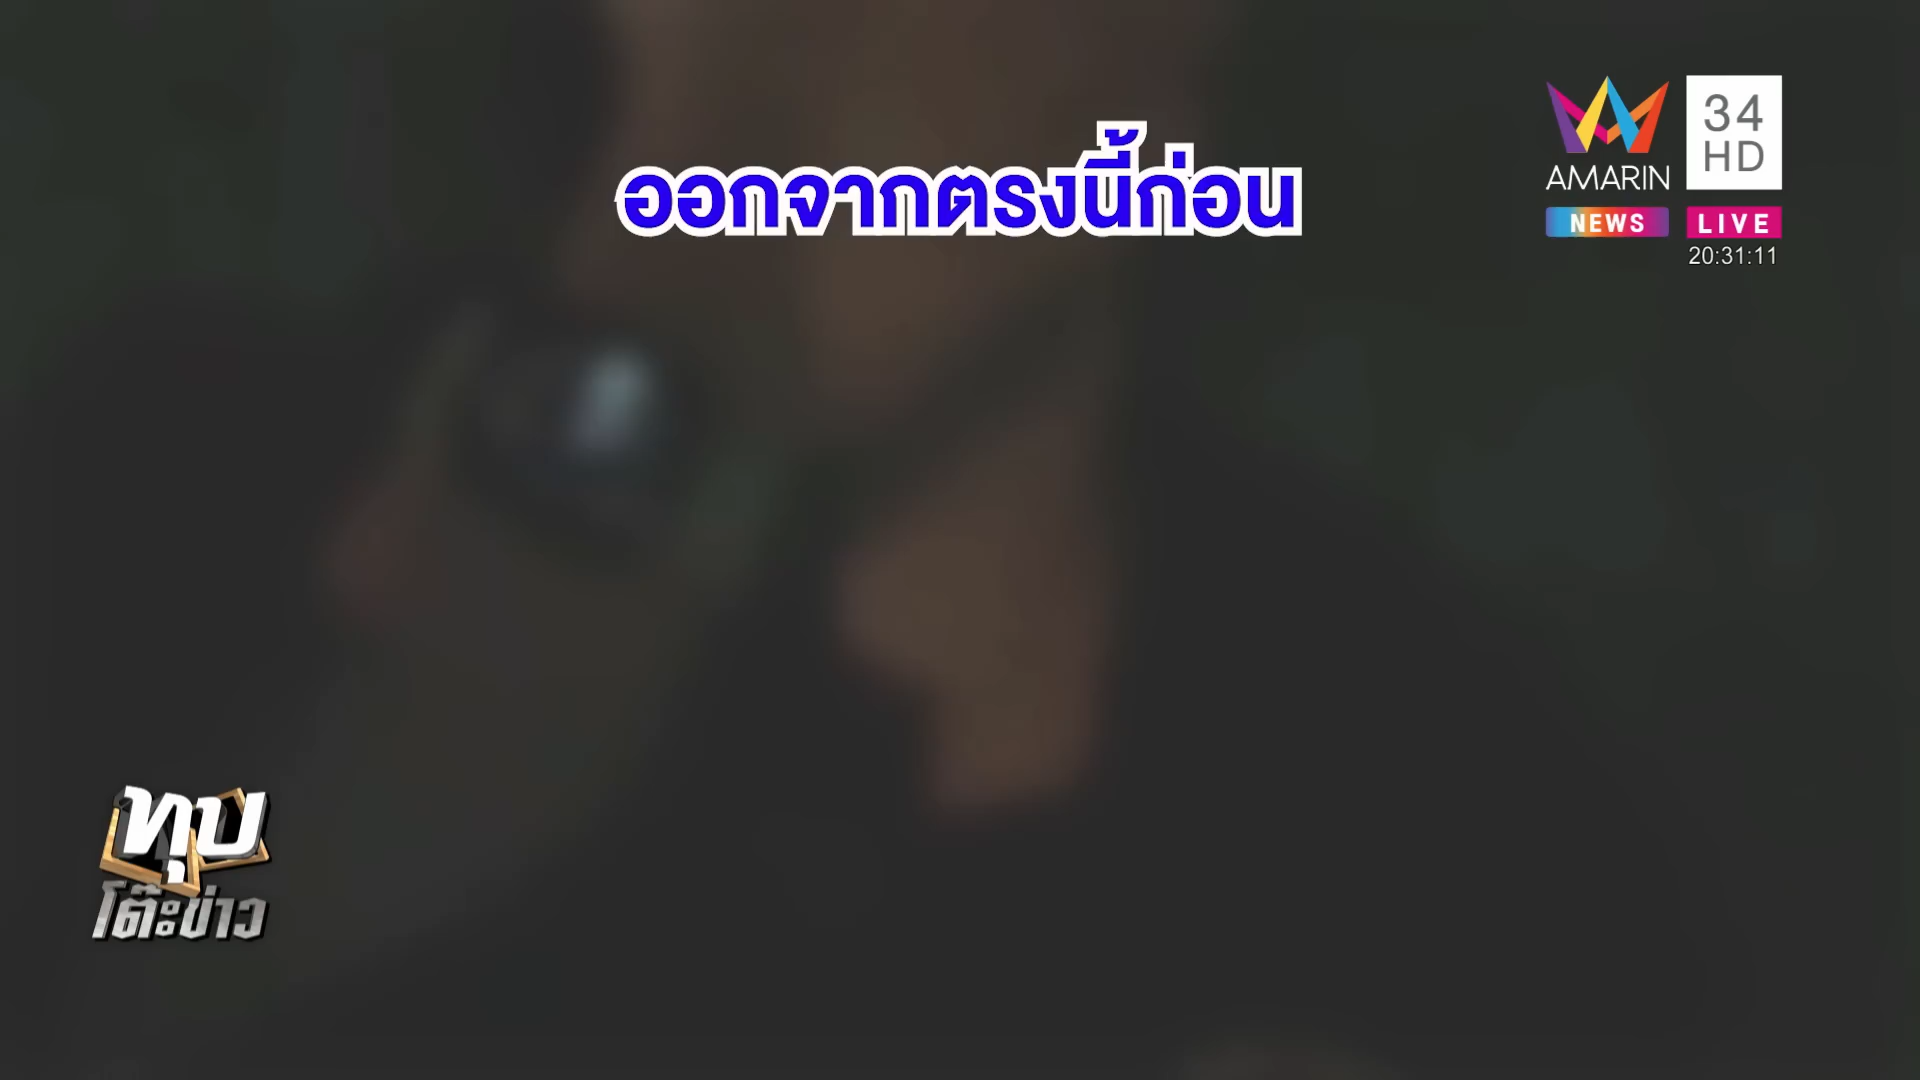 ออกจากตรงนี้ก่อน
AMARIN
34
HD
NEWS
LIVE
20:31:11
ทุบ
โต๊ะข่าว